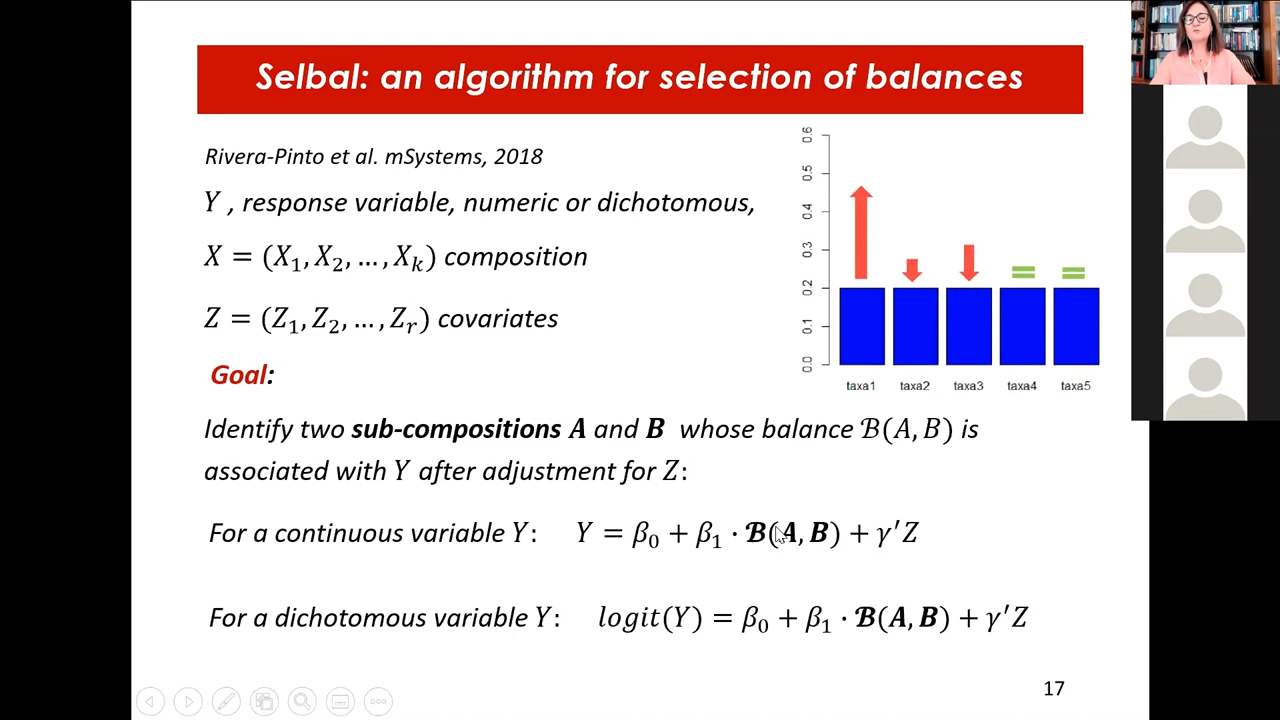 Selbal: an algorithm for selection of balances
Rivera-Pinto et al. mSystems, 2018
Y , response variable, numeric or dichotomous,
X = (X₁, X₂, …, Xₖ) composition
Z = (Z₁, Z₂, …, Zᵣ) covariates
Goal:
Identify two sub-compositions A and B whose balance ℬ(A, B) is
associated with Y after adjustment for Z:
For a continuous variable Y: Y = β₀ + β₁ · ℬ(A, B) + γ′Z
For a dichotomous variable Y: logit(Y) = β₀ + β₁ · ℬ(A, B) + γ′Z
0.6
0.5
0.4
0.3
0.2
0.1
0.0
taxa1 taxa2 taxa3 taxa4 taxa5
17